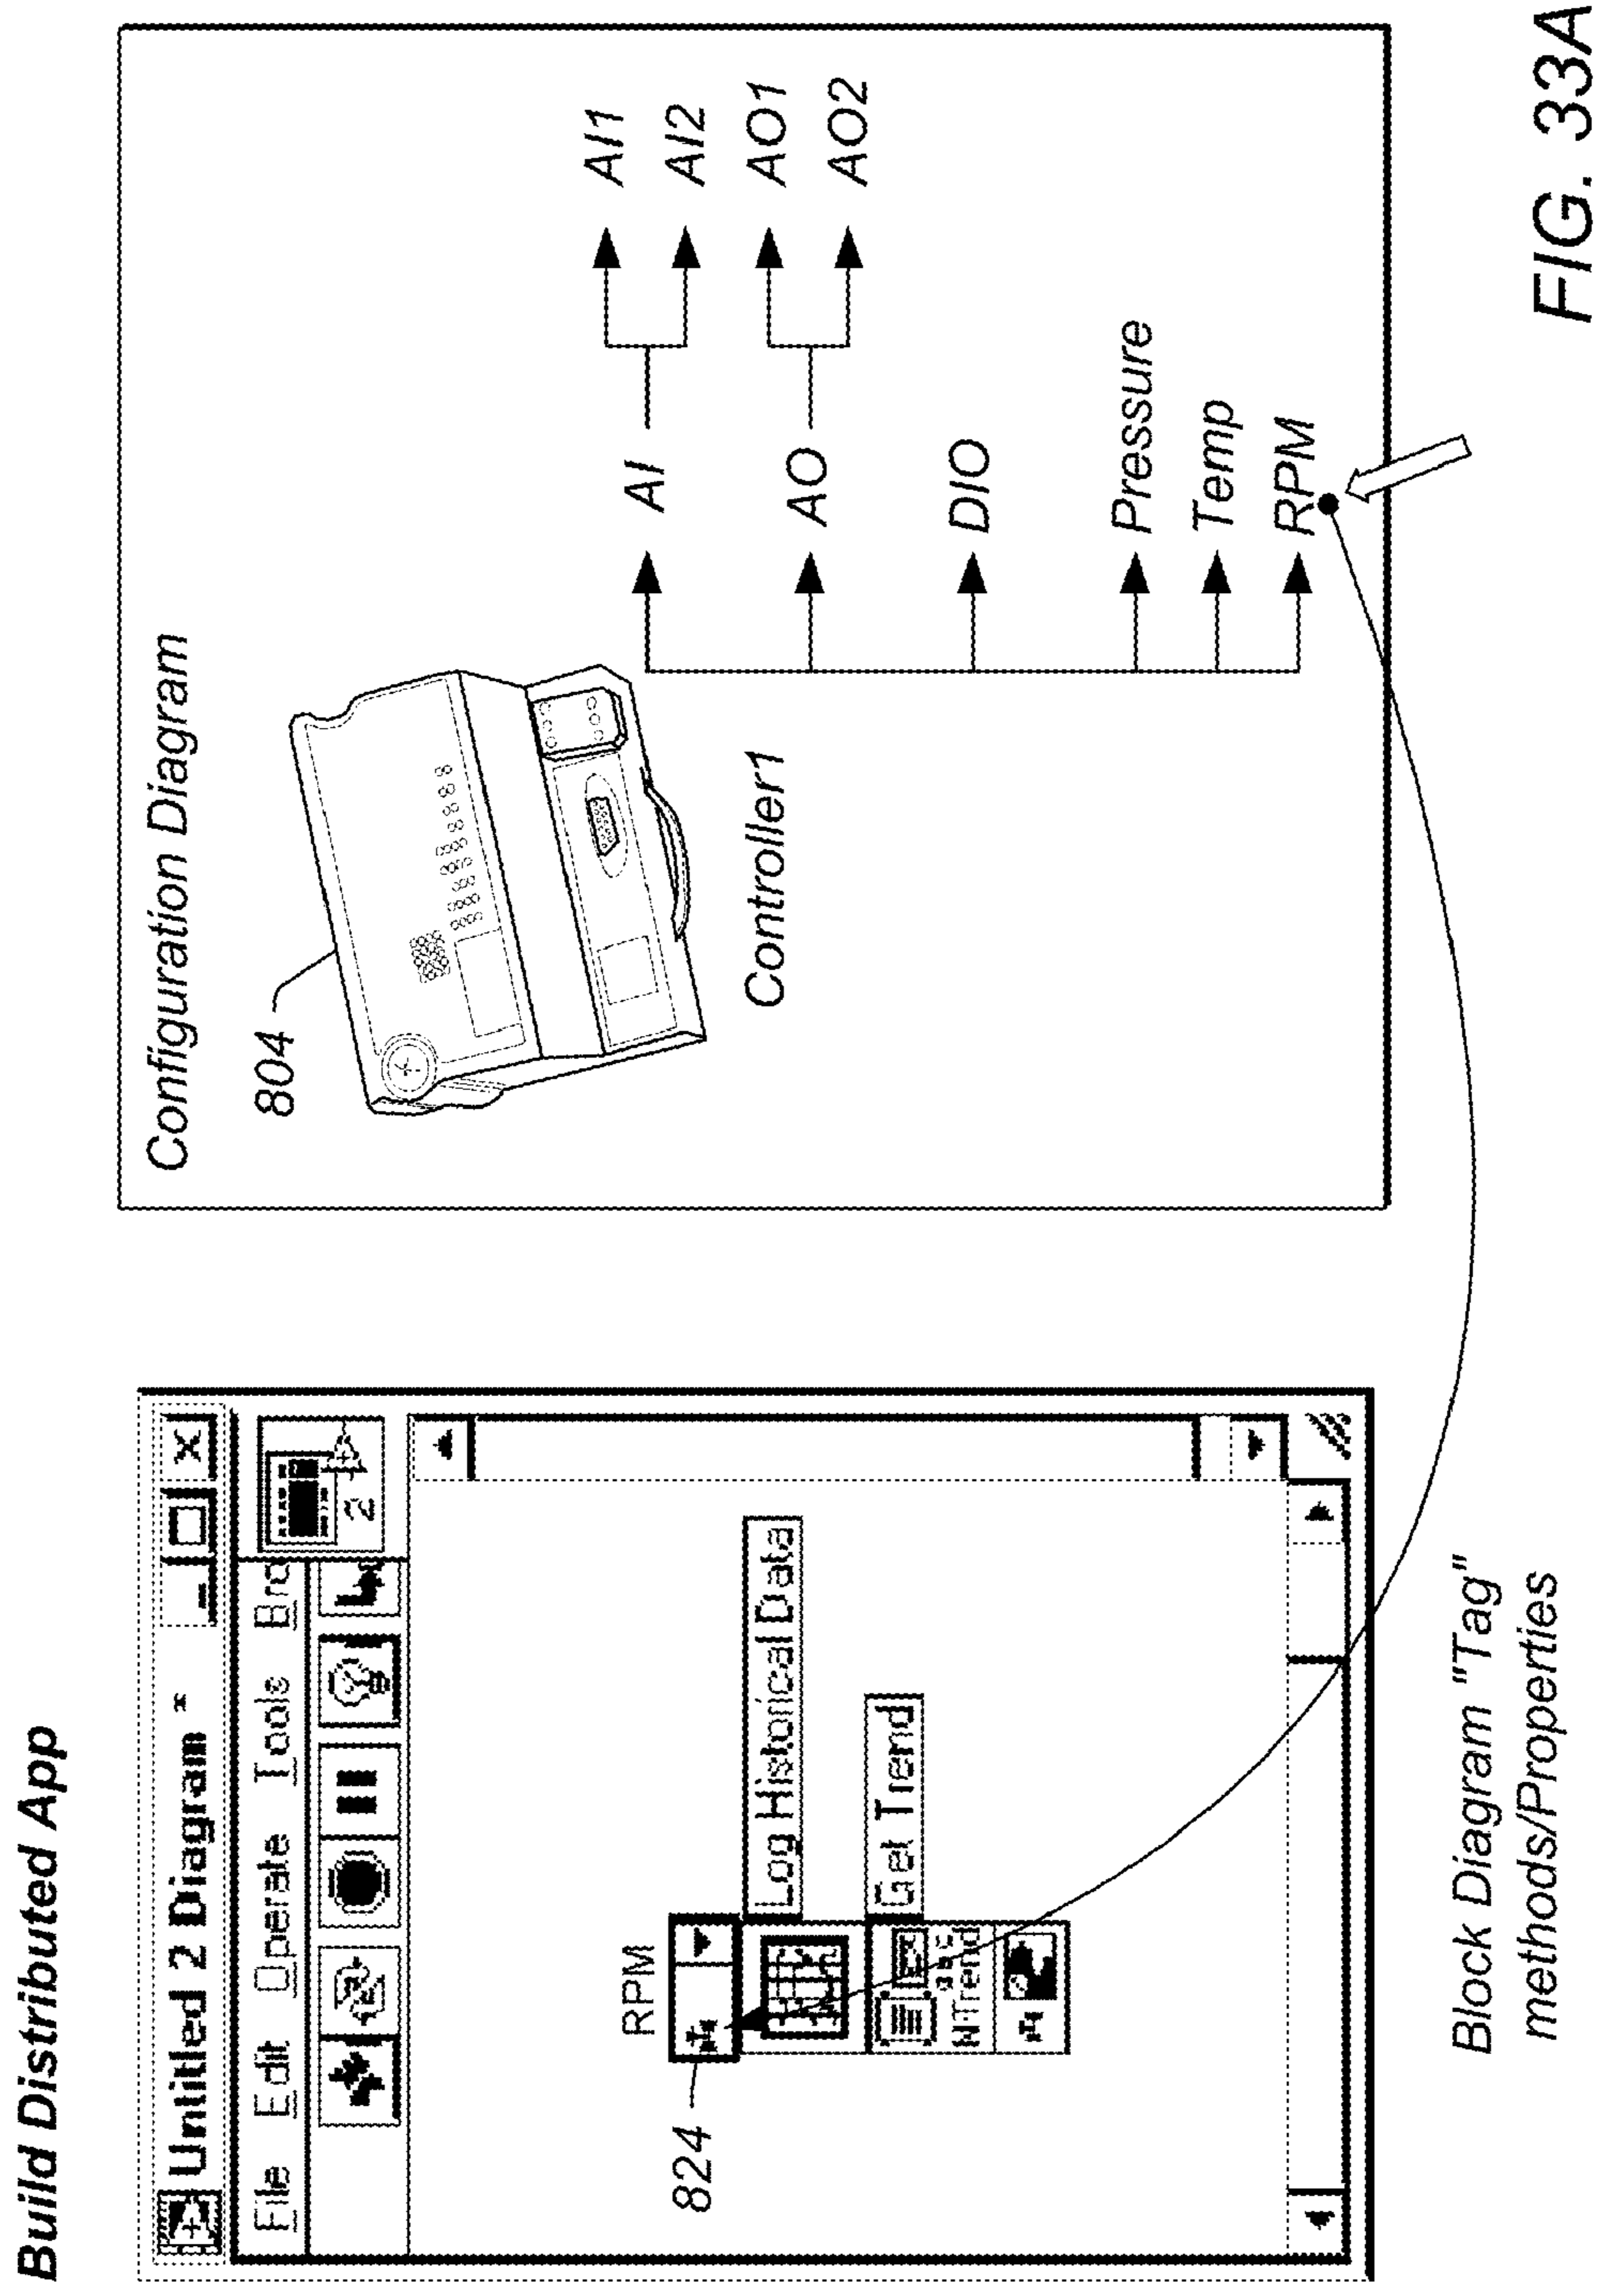 Build Distributed App
Untitled 2 Diagram *
File Edit Operate Tools Bro
2
RPM
824
Log Historical Data
Get Trend
N-Trend
Block Diagram "Tag"
methods/Properties
Configuration Diagram
804
Controller1
AI
AI1
AI2
AO
AO1
AO2
DIO
Pressure
Temp
RPM
FIG. 33A